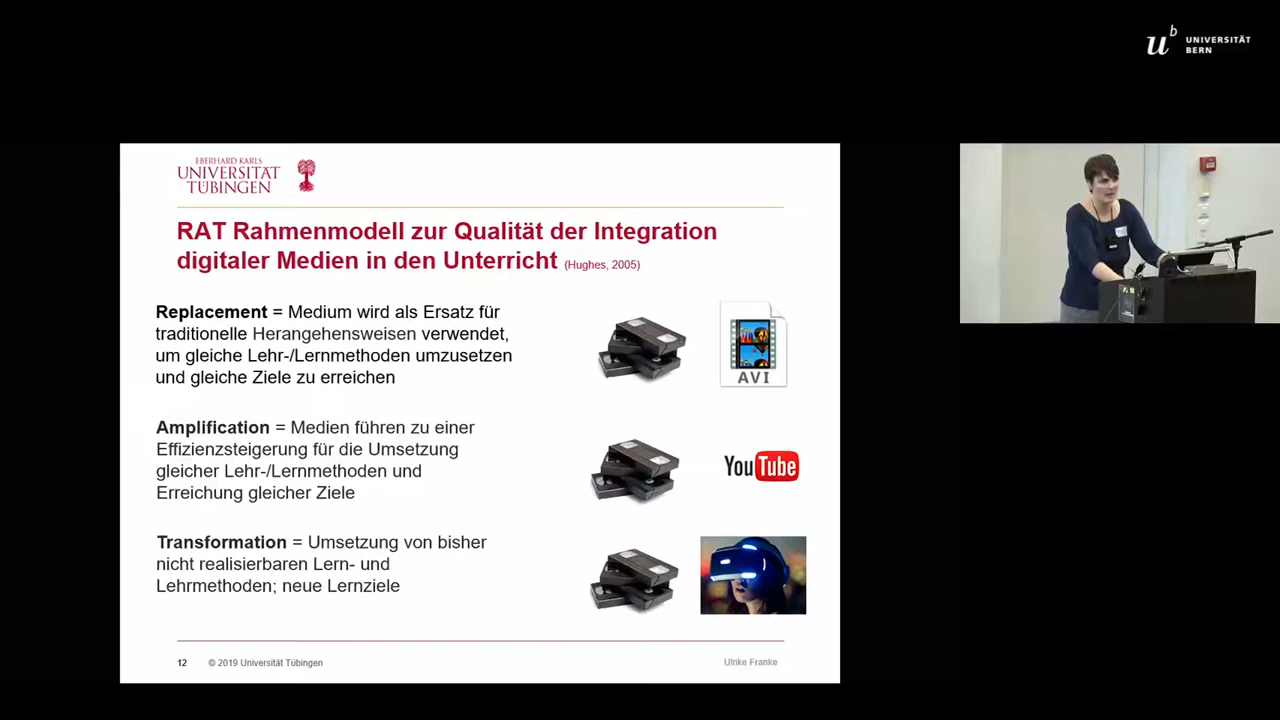 u
b
UNIVERSITÄT
BERN
EBERHARD KARLS
UNIVERSITÄT
TÜBINGEN
RAT Rahmenmodell zur Qualität der Integration
digitaler Medien in den Unterricht (Hughes, 2005)
Replacement = Medium wird als Ersatz für
traditionelle Herangehensweisen verwendet,
um gleiche Lehr-/Lernmethoden umzusetzen
und gleiche Ziele zu erreichen
AVI
Amplification = Medien führen zu einer
Effizienzsteigerung für die Umsetzung
gleicher Lehr-/Lernmethoden und
Erreichung gleicher Ziele
YouTube
Transformation = Umsetzung von bisher
nicht realisierbaren Lern- und
Lehrmethoden; neue Lernziele
12 © 2019 Universität Tübingen Ulrike Franke